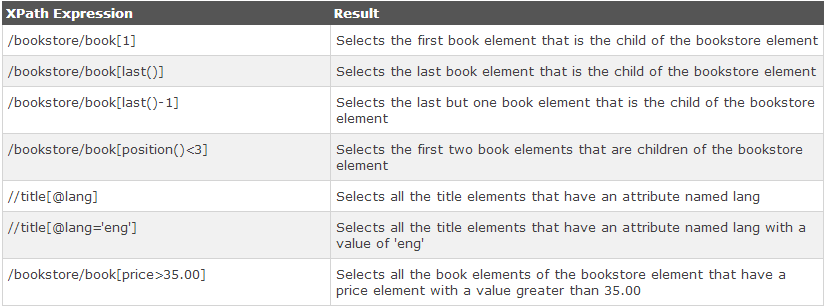 XPath Expression Result
/bookstore/book[1] Selects the first book element that is the child of the bookstore element
/bookstore/book[last()] Selects the last book element that is the child of the bookstore element
/bookstore/book[last()-1] Selects the last but one book element that is the child of the bookstore
element
/bookstore/book[position()<3] Selects the first two book elements that are children of the bookstore
element
//title[@lang] Selects all the title elements that have an attribute named lang
//title[@lang='eng'] Selects all the title elements that have an attribute named lang with a
value of 'eng'
/bookstore/book[price>35.00] Selects all the book elements of the bookstore element that have a
price element with a value greater than 35.00